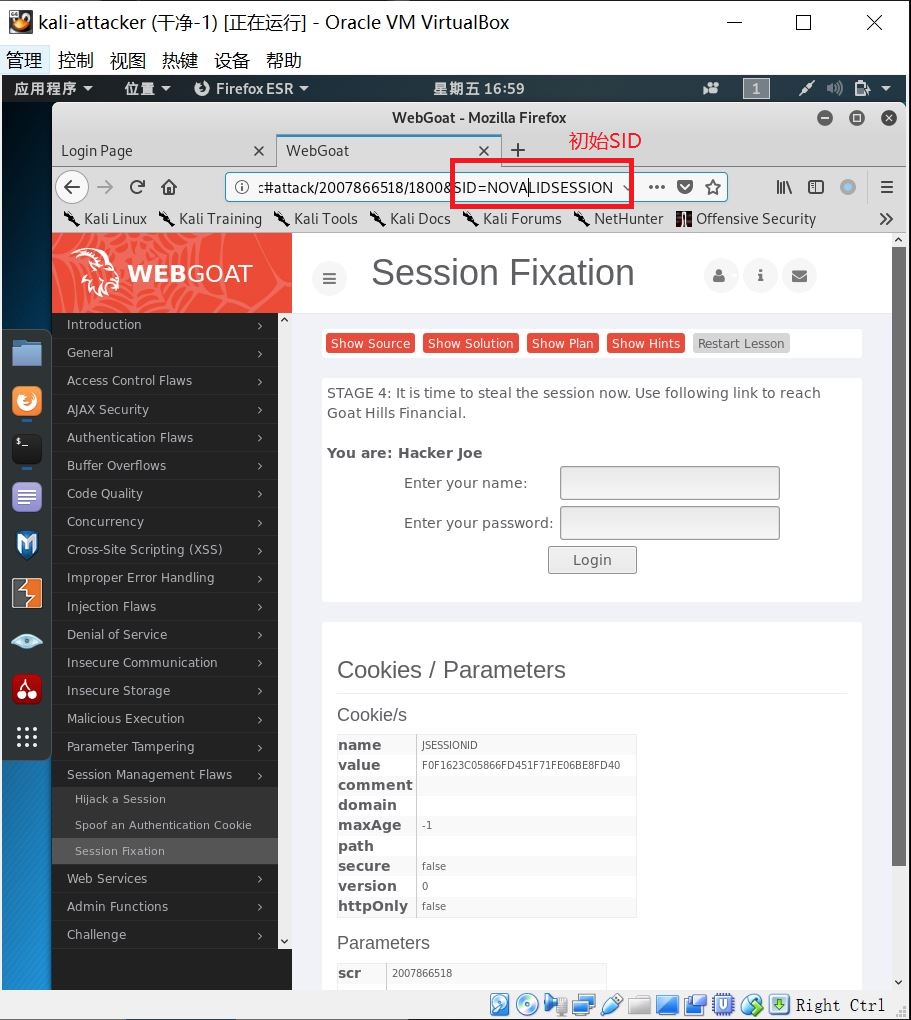 kali-attacker (干净-1) [正在运行] - Oracle VM VirtualBox
管理 控制 视图 热键 设备 帮助
应用程序 位置 Firefox ESR 星期五 16:59 1
WebGoat - Mozilla Firefox
Login Page WebGoat
初始SID
c#attack/2007866518/1800&SID=NOVALIDSESSION
Kali Linux Kali Training Kali Tools Kali Docs Kali Forums NetHunter Offensive Security
WEBGOAT
Session Fixation
Introduction
General
Access Control Flaws
AJAX Security
Authentication Flaws
Buffer Overflows
Code Quality
Concurrency
Cross-Site Scripting (XSS)
Improper Error Handling
Injection Flaws
Denial of Service
Insecure Communication
Insecure Storage
Malicious Execution
Parameter Tampering
Session Management Flaws
Hijack a Session
Spoof an Authentication Cookie
Session Fixation
Web Services
Admin Functions
Challenge
Show Source Show Solution Show Plan Show Hints Restart Lesson
STAGE 4: It is time to steal the session now. Use following link to reach
Goat Hills Financial.
You are: Hacker Joe
Enter your name:
Enter your password:
Login
Cookies / Parameters
Cookie/s
name JSESSIONID
value F0F1623C05866FD451F71FE06BE8FD40
comment
domain
maxAge -1
path
secure false
version 0
httpOnly false
Parameters
scr 2007866518
Right Ctrl